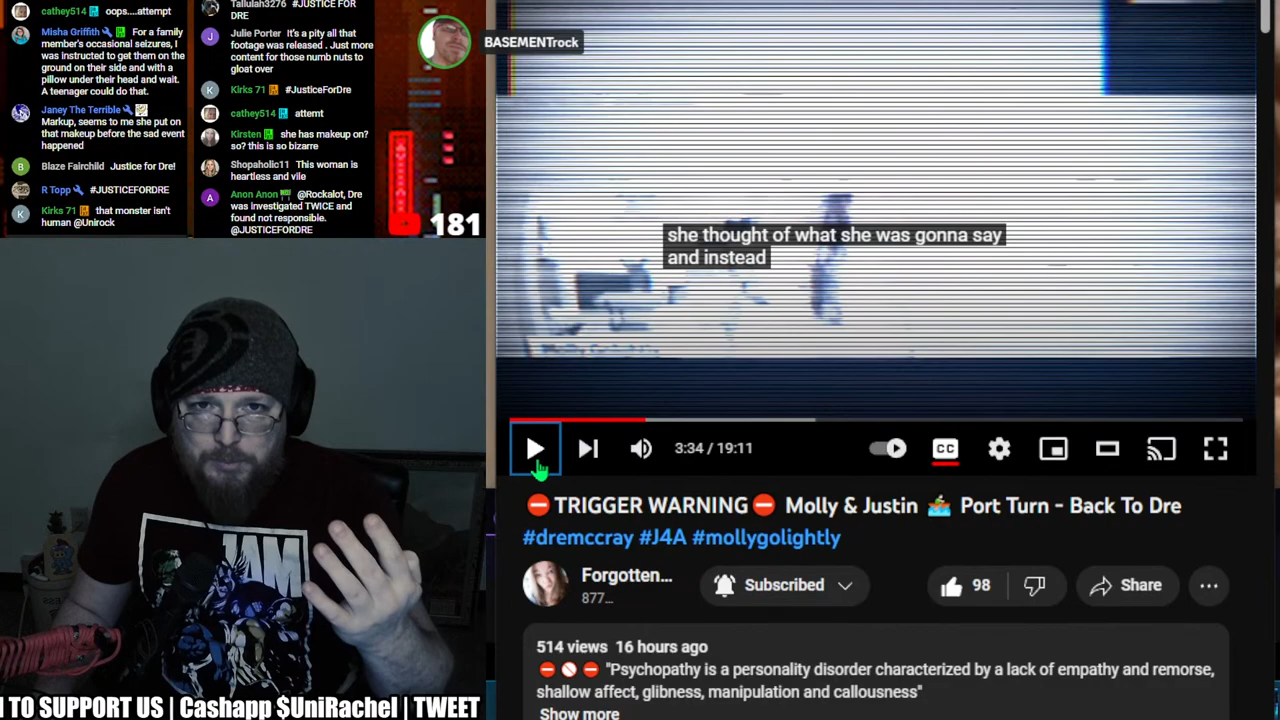 cathey514 oops....attempt
Misha Griffith For a family
member's occasional seizures, I
was instructed to get them on the
ground on their side and with a
pillow under their head and wait.
A teenager could do that.
Janey The Terrible
Markup, seems to me she put on
that makeup before the sad event
happened
Blaze Fairchild Justice for Dre!
R Topp #JUSTICEFORDRE
Kirks 71 that monster isn't
human @Unirock
Tallulah3276 #JUSTICE FOR
DRE
Julie Porter It's a pity all that
footage was released . Just more
content for those numb nuts to
gloat over
Kirks 71 #JusticeForDre
cathey514 attemt
Kirsten she has makeup on?
so? this is so bizarre
Shopaholic11 This woman is
heartless and vile
Anon Anon @Rockalot, Dre
was investigated TWICE and
found not responsible.
@JUSTICEFORDRE
181
BASEMENTrock
she thought of what she was gonna say
and instead
3:34 / 19:11
CC
⛔TRIGGER WARNING⛔ Molly & Justin 🚣 Port Turn - Back To Dre
#dremccray #J4A #mollygolightly
Forgotten...
877...
Subscribed
98
Share
514 views 16 hours ago
⛔ 🚫 ⛔ "Psychopathy is a personality disorder characterized by a lack of empathy and remorse,
shallow affect, glibness, manipulation and callousness"
Show more
JAM
TO SUPPORT US | Cashapp $UniRachel | TWEET